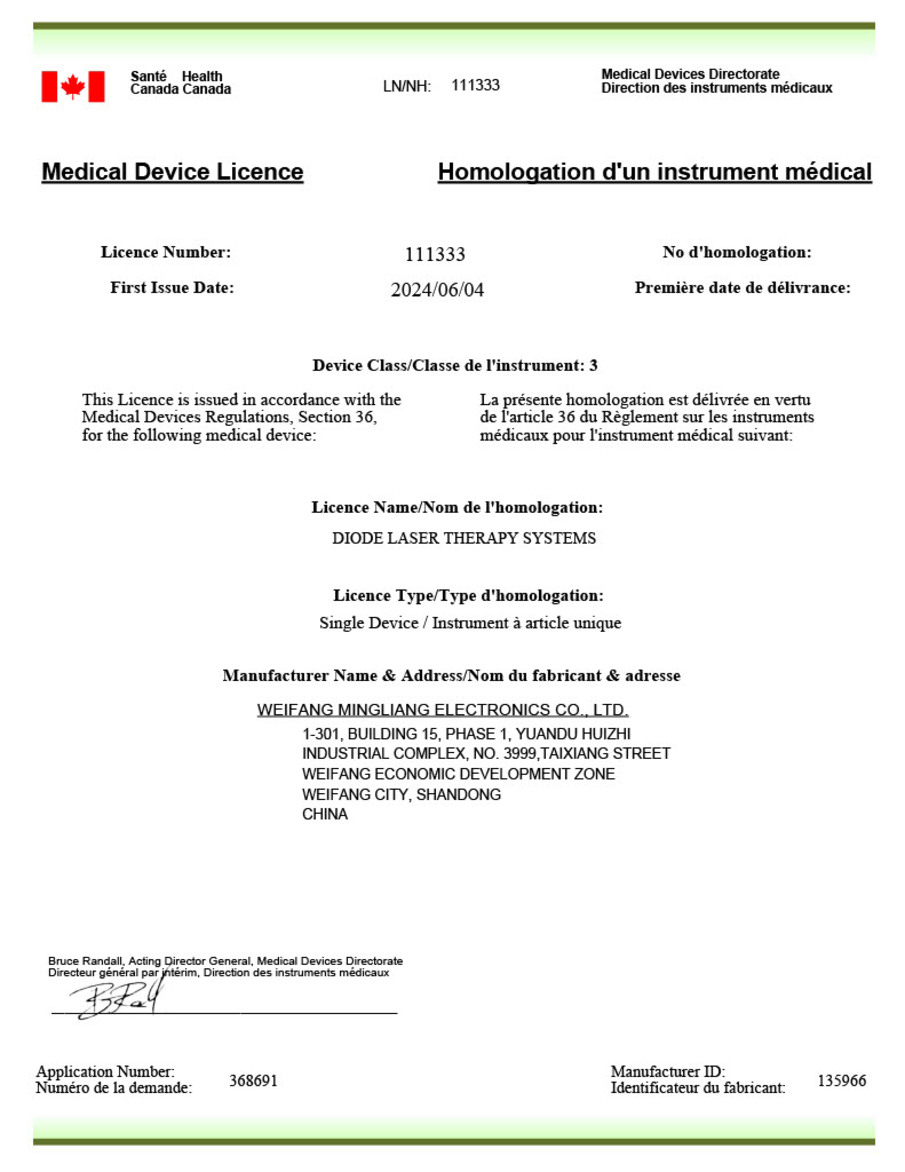 Santé Health
Canada Canada
LN/NH: 111333
Medical Devices Directorate
Direction des instruments médicaux
Medical Device Licence
Homologation d'un instrument médical
Licence Number: 111333 No d'homologation:
First Issue Date: 2024/06/04 Première date de délivrance:
Device Class/Classe de l'instrument: 3
This Licence is issued in accordance with the
Medical Devices Regulations, Section 36,
for the following medical device:
La présente homologation est délivrée en vertu
de l'article 36 du Règlement sur les instruments
médicaux pour l'instrument médical suivant:
Licence Name/Nom de l'homologation:
DIODE LASER THERAPY SYSTEMS
Licence Type/Type d'homologation:
Single Device / Instrument à article unique
Manufacturer Name & Address/Nom du fabricant & adresse
WEIFANG MINGLIANG ELECTRONICS CO., LTD.
1-301, BUILDING 15, PHASE 1, YUANDU HUIZHI
INDUSTRIAL COMPLEX, NO. 3999,TAIXIANG STREET
WEIFANG ECONOMIC DEVELOPMENT ZONE
WEIFANG CITY, SHANDONG
CHINA
Bruce Randall, Acting Director General, Medical Devices Directorate
Directeur général par intérim, Direction des instruments médicaux
Application Number:
Numéro de la demande: 368691
Manufacturer ID:
Identificateur du fabricant: 135966